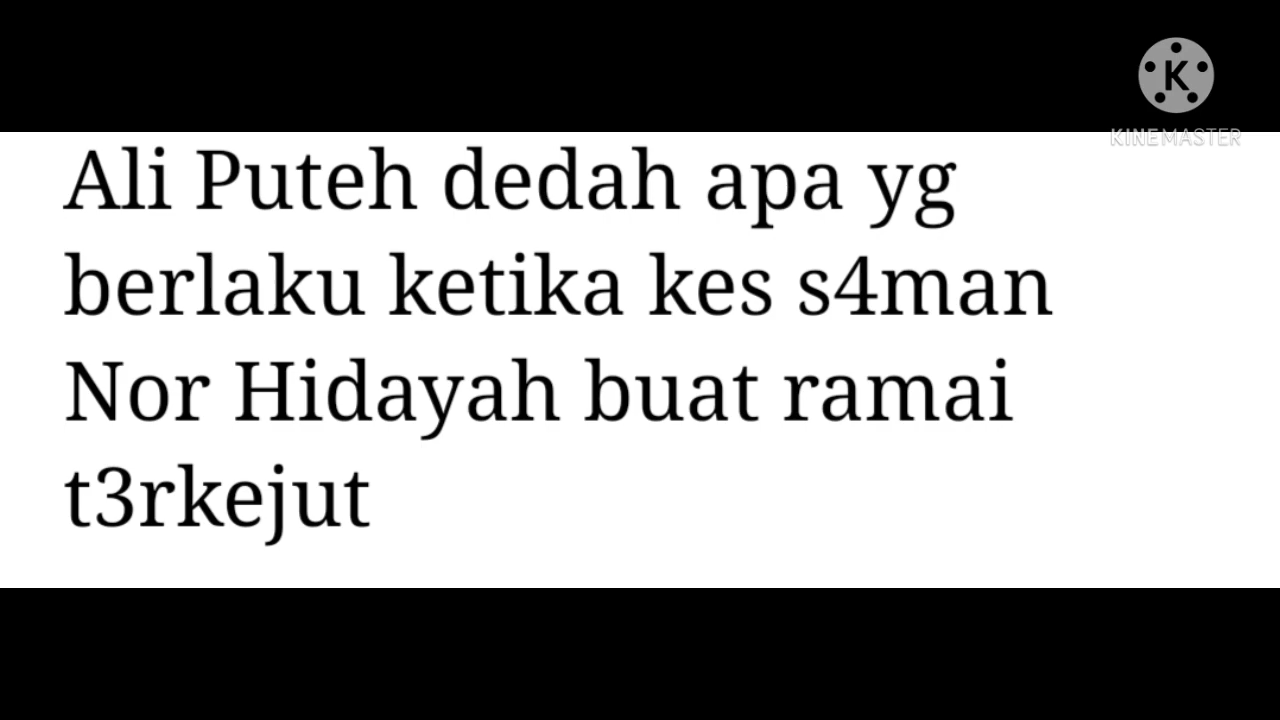 KINEMASTER
Ali Puteh dedah apa yg
berlaku ketika kes s4man
Nor Hidayah buat ramai
t3rkejut